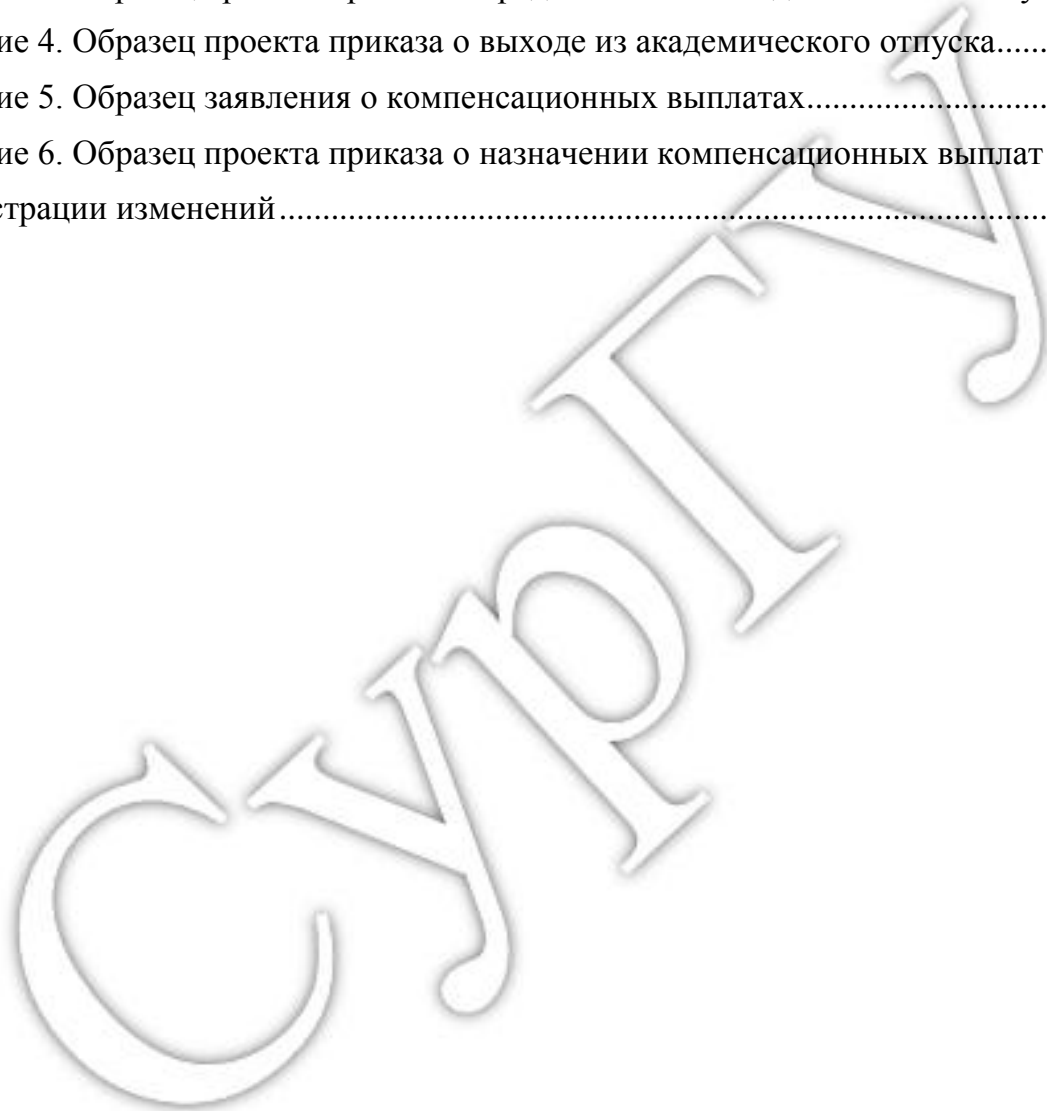 ие 4. Образец проекта приказа о выходе из академического отпуска......
ие 5. Образец заявления о компенсационных выплатах..............................
ие 6. Образец проекта приказа о назначении компенсационных выплат
страции изменений..........................................................................................
СурГУ